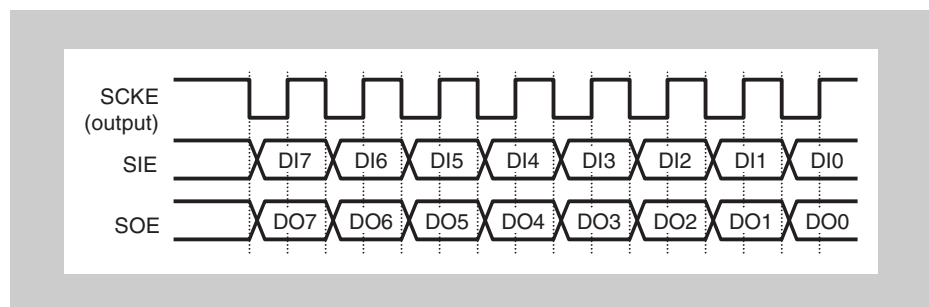 SCKE
(output)
SIE DI7 DI6 DI5 DI4 DI3 DI2 DI1 DI0
SOE DO7 DO6 DO5 DO4 DO3 DO2 DO1 DO0